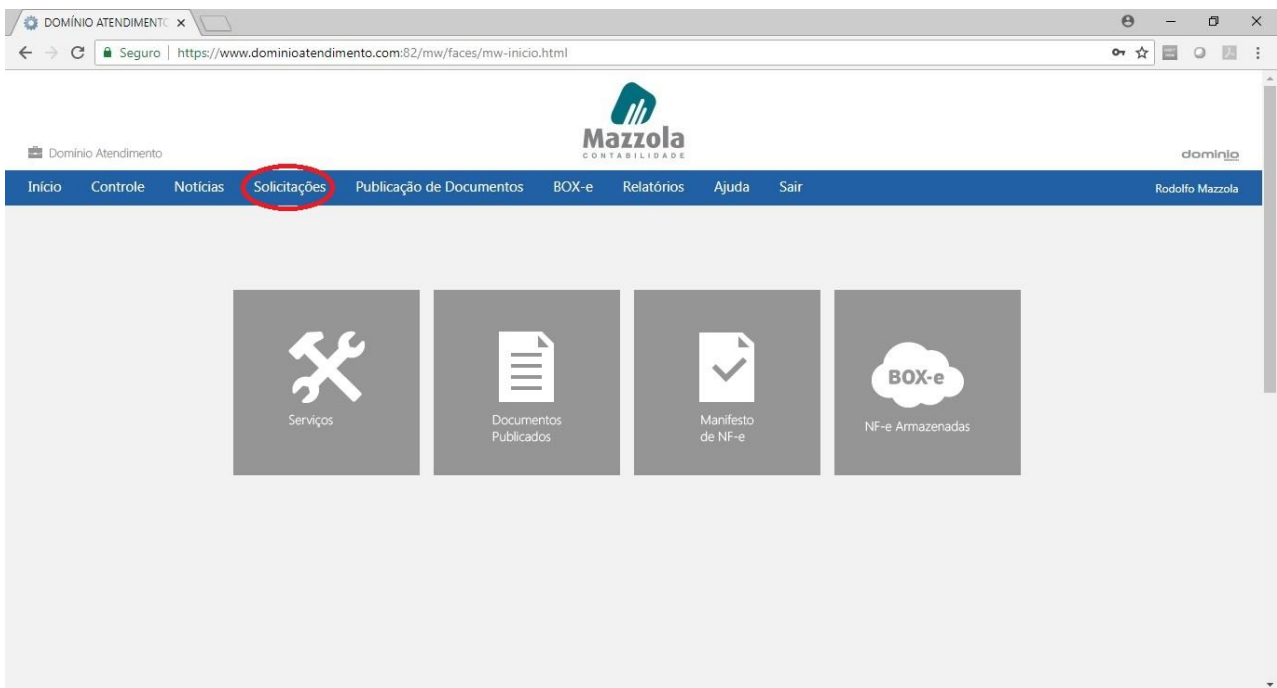 DOMÍNIO ATENDIMENTO
Seguro | https://www.dominioatendimento.com:82/mw/faces/mw-inicio.html
Mazzola
CONTABILIDADE
Domínio Atendimento
domínio
Início Controle Notícias Solicitações Publicação de Documentos BOX-e Relatórios Ajuda Sair Rodolfo Mazzola
Serviços
Documentos
Publicados
Manifesto
de NF-e
BOX-e
NF-e Armazenadas